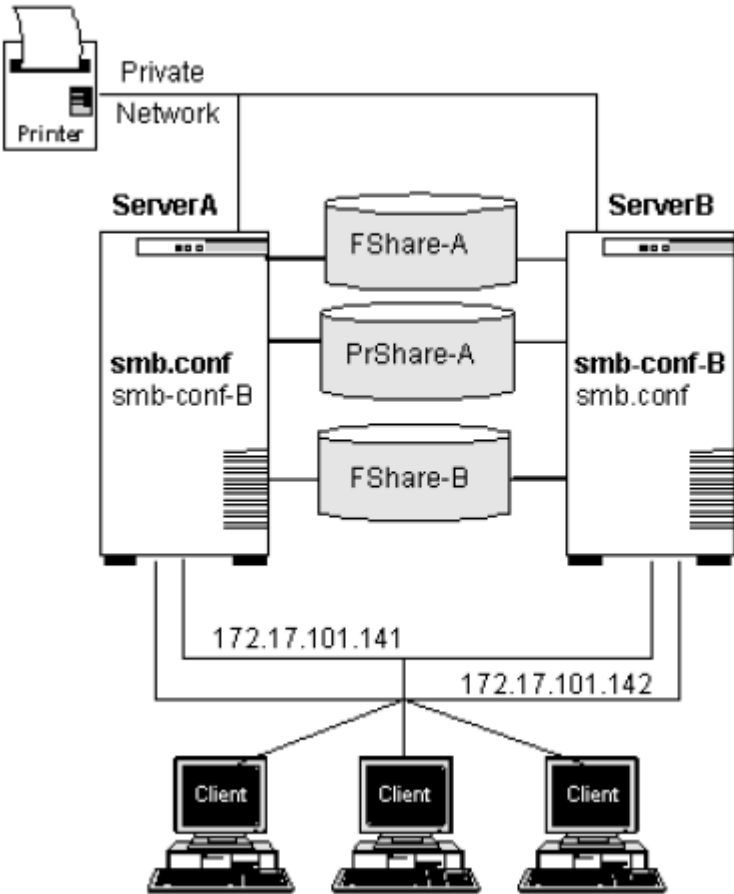 Private
Network
Printer
ServerA
ServerB
FShare-A
PrShare-A
FShare-B
smb.conf
smb-conf-B
smb-conf-B
smb.conf
172.17.101.141
172.17.101.142
Client
Client
Client